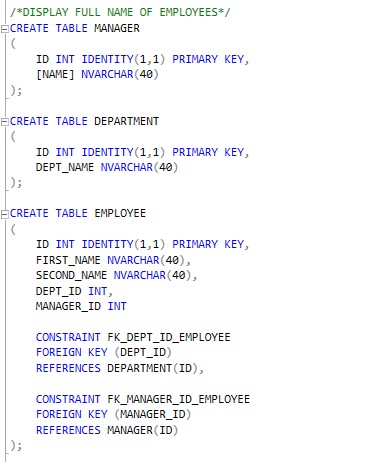 /*DISPLAY FULL NAME OF EMPLOYEES*/
CREATE TABLE MANAGER
(
ID INT IDENTITY(1,1) PRIMARY KEY,
[NAME] NVARCHAR(40)
);
CREATE TABLE DEPARTMENT
(
ID INT IDENTITY(1,1) PRIMARY KEY,
DEPT_NAME NVARCHAR(40)
);
CREATE TABLE EMPLOYEE
(
ID INT IDENTITY(1,1) PRIMARY KEY,
FIRST_NAME NVARCHAR(40),
SECOND_NAME NVARCHAR(40),
DEPT_ID INT,
MANAGER_ID INT
CONSTRAINT FK_DEPT_ID_EMPLOYEE
FOREIGN KEY (DEPT_ID)
REFERENCES DEPARTMENT(ID),
CONSTRAINT FK_MANAGER_ID_EMPLOYEE
FOREIGN KEY (MANAGER_ID)
REFERENCES MANAGER(ID)
);